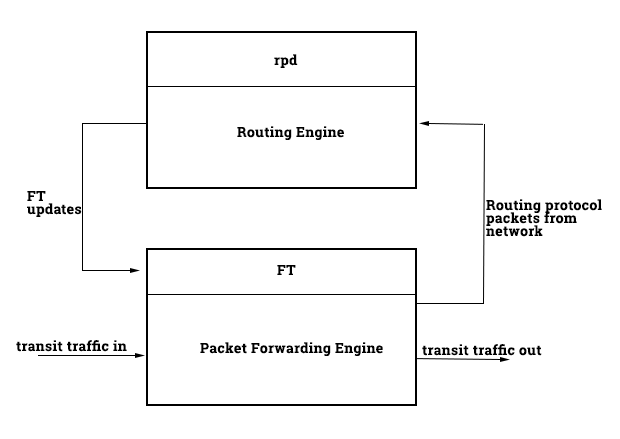 rpd
Routing Engine
FT
updates
Routing protocol
packets from
network
FT
Packet Forwarding Engine
transit traffic in
transit traffic out